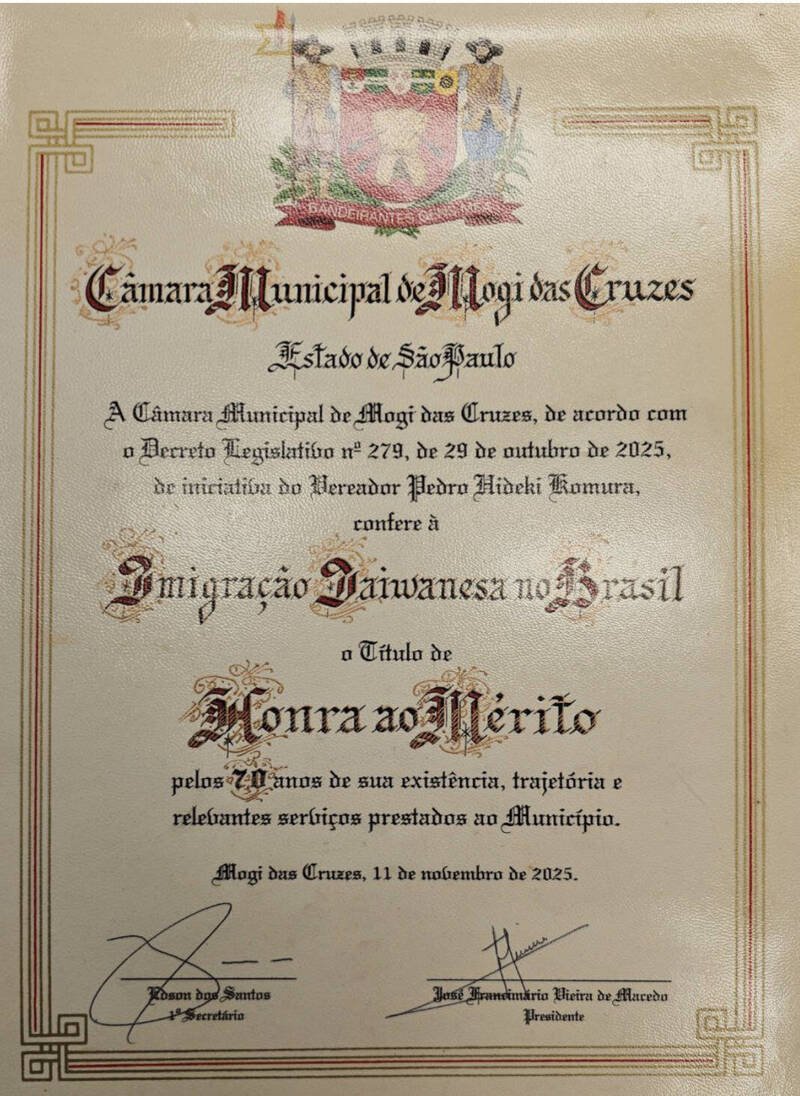 BANDEIRANTES GENS MEA
Câmara Municipal de Mogi das Cruzes
Estado de São Paulo
A Câmara Municipal de Mogi das Cruzes, de acordo com
o Decreto Legislativo nº 279, de 29 de outubro de 2025,
de iniciativa do Vereador Pedro Hideki Komura,
confere à
Imigração Taiwanesa no Brasil
o Título de
Honra ao Mérito
pelos 70 anos de sua existência, trajetória e
relevantes serviços prestados ao Município.
Mogi das Cruzes, 11 de novembro de 2025.
Edson dos Santos
1º Secretário
José Francimário Vieira de Macedo
Presidente